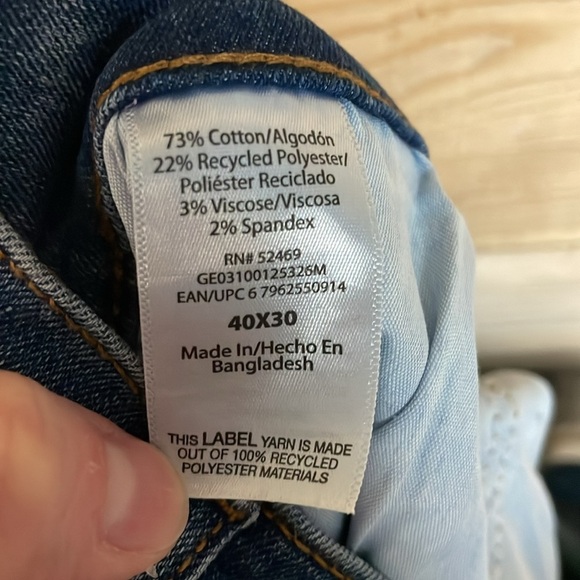 73% Cotton/Algodón
22% Recycled Polyester/
Poliéster Reciclado
3% Viscose/Viscosa
2% Spandex
RN# 52469
GE03100125326M
EAN/UPC 6 7962550914
40X30
Made In/Hecho En
Bangladesh
THIS LABEL YARN IS MADE
OUT OF 100% RECYCLED
POLYESTER MATERIALS